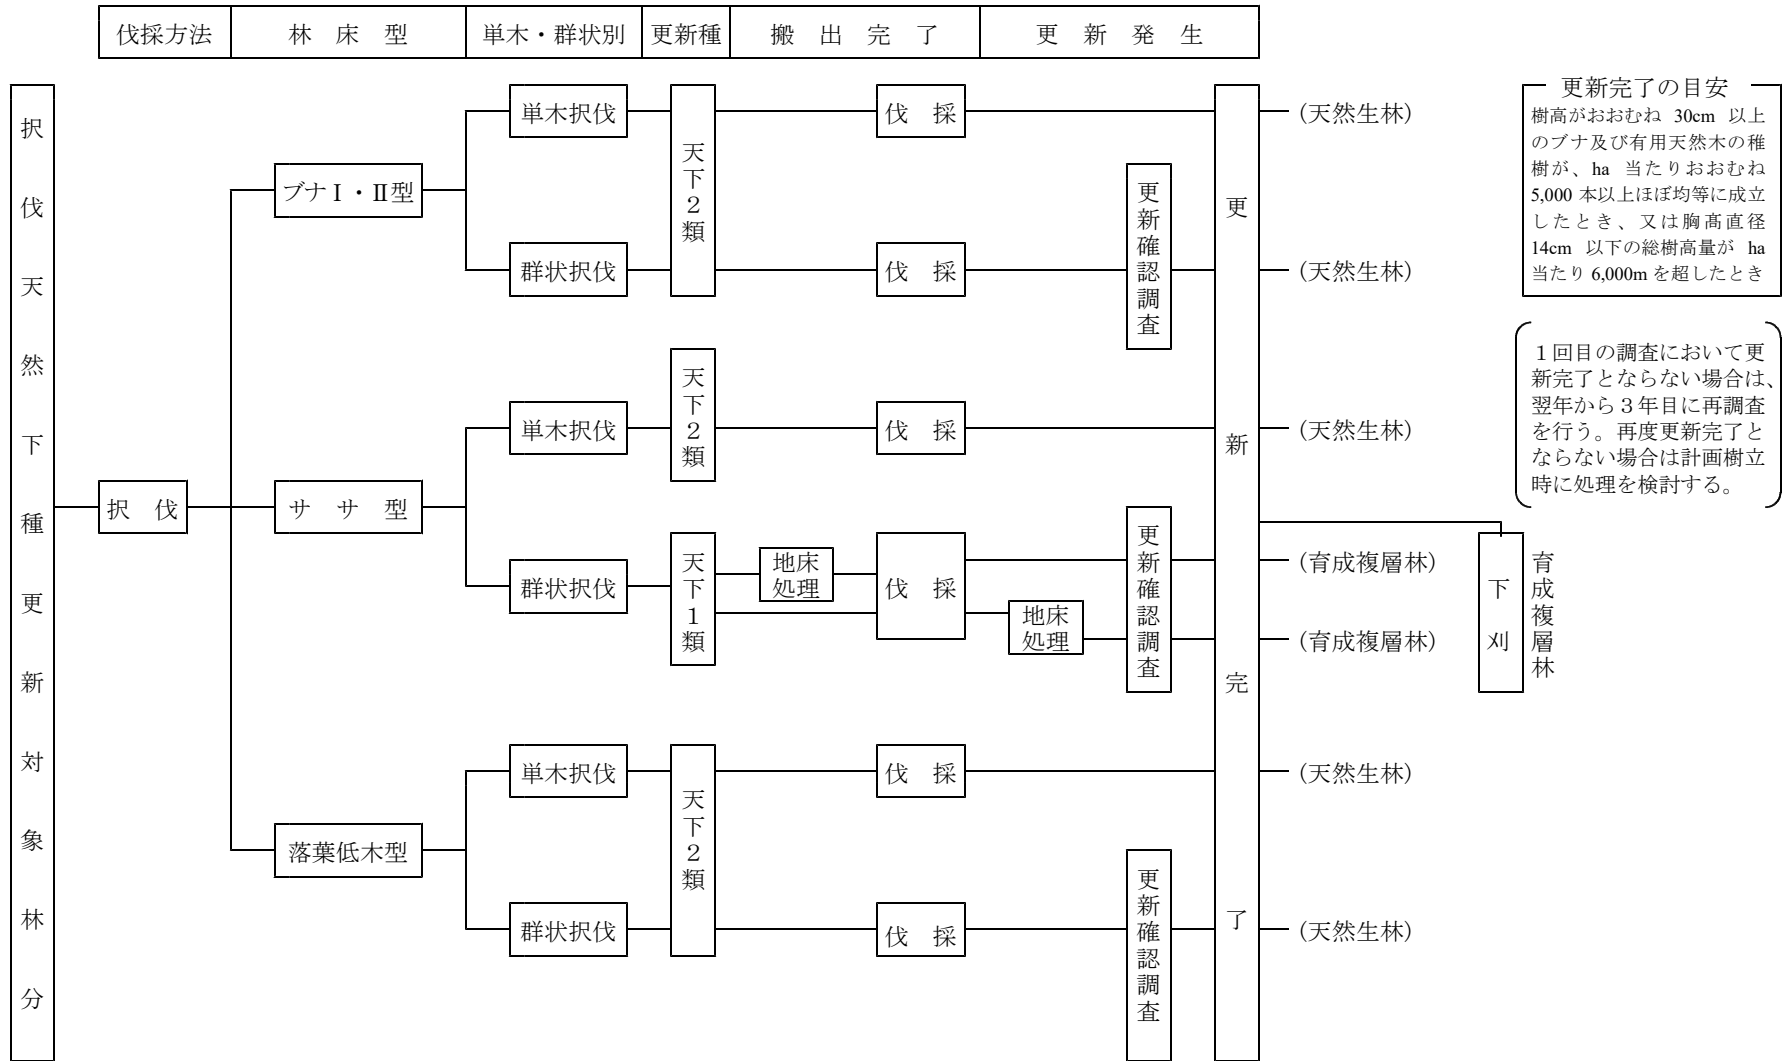 伐採方法 林床型 単木・群状別 更新種 搬出完了 更新発生
択伐天然下種更新対象林分
択伐
ブナⅠ・Ⅱ型
単木択伐
群状択伐
天下２類
伐採
伐採
更新確認調査
(天然生林)
(天然生林)
ササ型
単木択伐
天下２類
伐採
(天然生林)
群状択伐
天下１類
地床
処理
伐採
地床
処理
更新確認調査
(育成複層林)
(育成複層林)
落葉低木型
単木択伐
群状択伐
天下２類
伐採
伐採
更新確認調査
(天然生林)
(天然生林)
更新完了
下刈
育成複層林
更新完了の目安
樹高がおおむね 30cm 以上
のブナ及び有用天然木の稚
樹が、ha 当たりおおむね
5,000 本以上ほぼ均等に成立
したとき、又は胸高直径
14cm 以下の総樹高量が ha
当たり 6,000m を超したとき
１回目の調査において更
新完了とならない場合は、
翌年から３年目に再調査
を行う。再度更新完了と
ならない場合は計画樹立
時に処理を検討する。